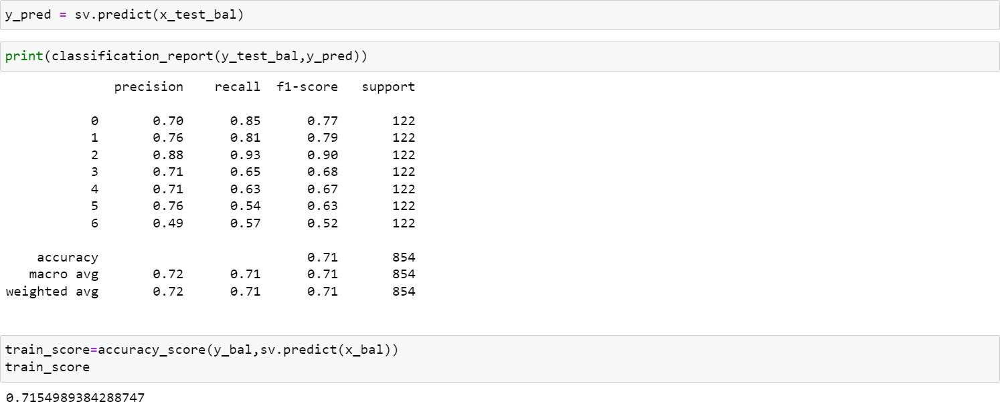 y_pred = sv.predict(x_test_bal)
print(classification_report(y_test_bal,y_pred))
precision recall f1-score support
0 0.70 0.85 0.77 122
1 0.76 0.81 0.79 122
2 0.88 0.93 0.90 122
3 0.71 0.65 0.68 122
4 0.71 0.63 0.67 122
5 0.76 0.54 0.63 122
6 0.49 0.57 0.52 122
accuracy 0.71 854
macro avg 0.72 0.71 0.71 854
weighted avg 0.72 0.71 0.71 854
train_score=accuracy_score(y_bal,sv.predict(x_bal))
train_score
0.7154989384288747